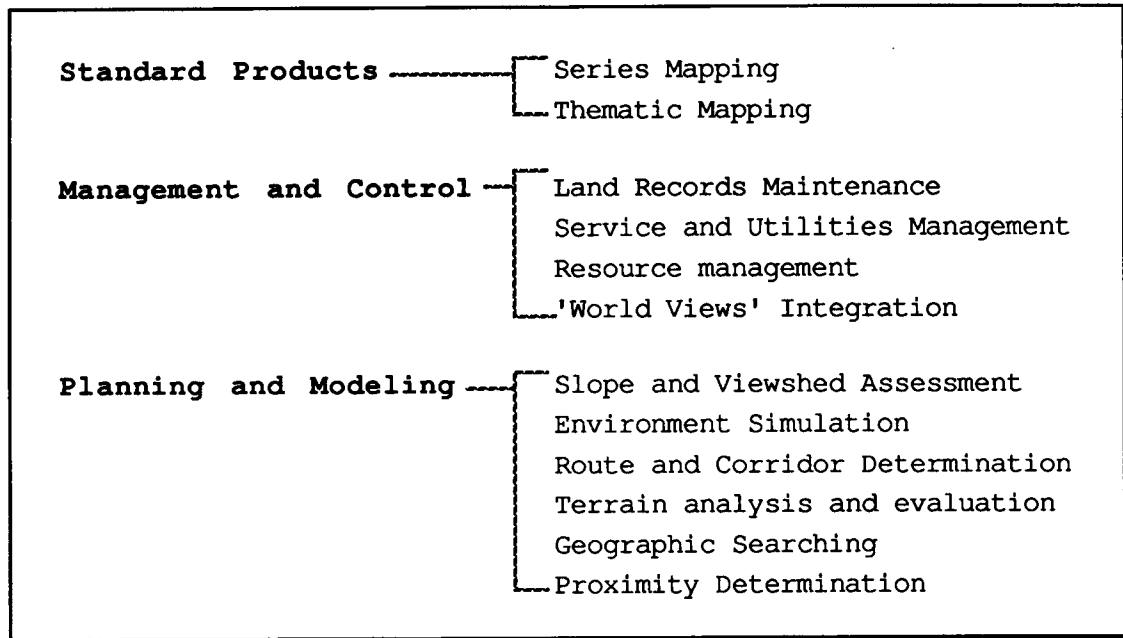 Standard Products Series Mapping
Thematic Mapping
Management and Control Land Records Maintenance
Service and Utilities Management
Resource management
'World Views' Integration
Planning and Modeling Slope and Viewshed Assessment
Environment Simulation
Route and Corridor Determination
Terrain analysis and evaluation
Geographic Searching
Proximity Determination